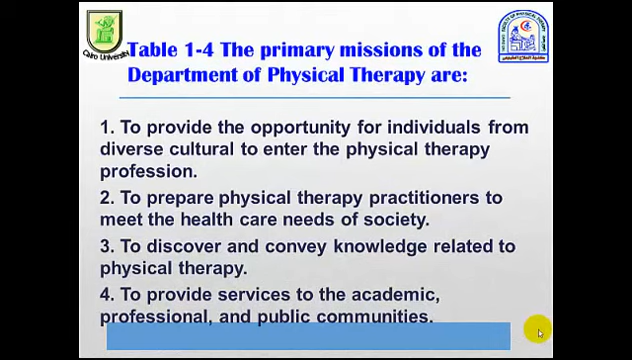 Table 1-4 The primary missions of the
Department of Physical Therapy are:
Cairo University
1. To provide the opportunity for individuals from
diverse cultural to enter the physical therapy
profession.
2. To prepare physical therapy practitioners to
meet the health care needs of society.
3. To discover and convey knowledge related to
physical therapy.
4. To provide services to the academic,
professional, and public communities.